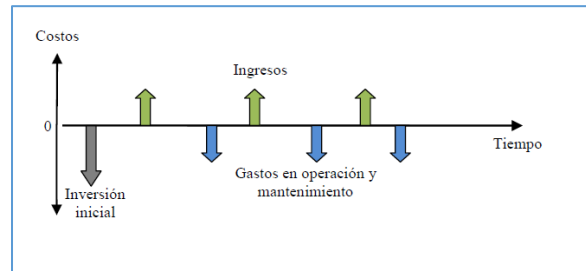 Costos
Ingresos
0
Tiempo
Gastos en operación y
mantenimiento
Inversión
inicial